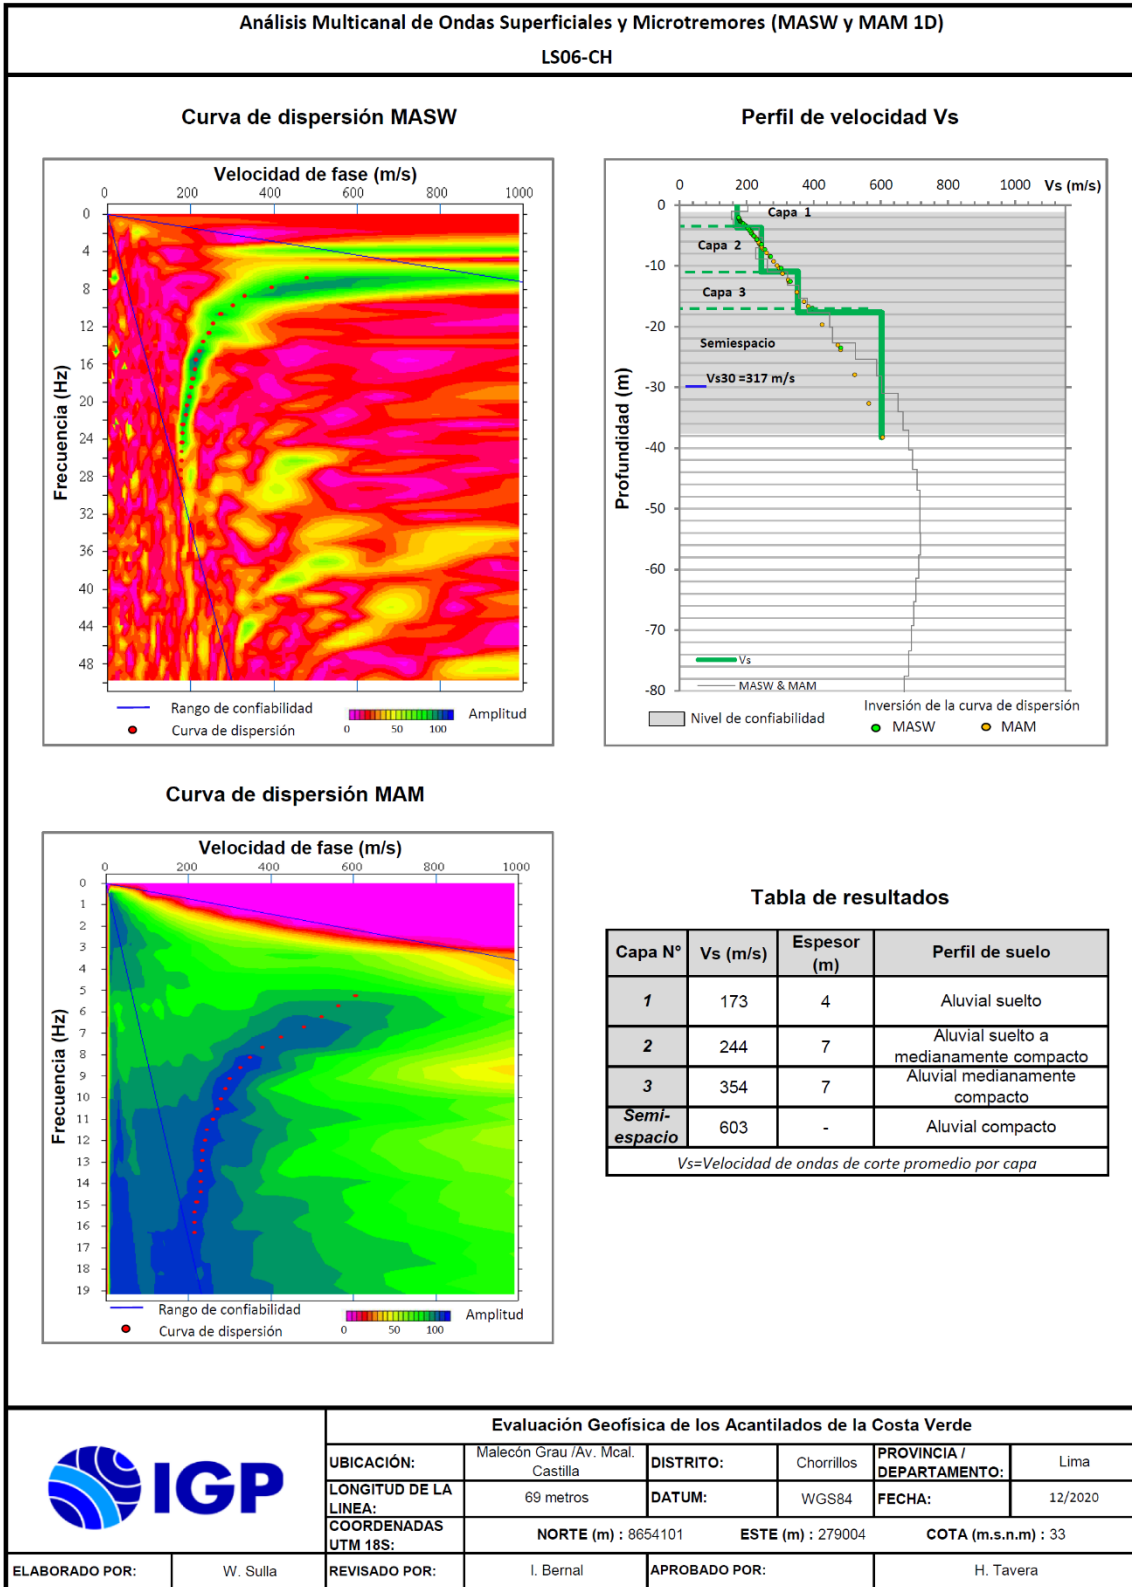 Análisis Multicanal de Ondas Superficiales y Microtremores (MASW y MAM 1D)
LS06-CH
Curva de dispersión MASW
Velocidad de fase (m/s)
0 200 400 600 800 1000
Frecuencia (Hz)
0
4
8
12
16
20
24
28
32
36
40
44
48
Rango de confiabilidad
Curva de dispersión
0 50 100
Amplitud
Perfil de velocidad Vs
0 200 400 600 800 1000 Vs (m/s)
Profundidad (m)
0
-10
-20
-30
-40
-50
-60
-70
-80
Capa 1
Capa 2
Capa 3
Semiespacio
Vs30 =317 m/s
Vs
MASW & MAM
Nivel de confiabilidad
Inversión de la curva de dispersión
MASW MAM
Curva de dispersión MAM
Velocidad de fase (m/s)
0 200 400 600 800 1000
Frecuencia (Hz)
0
1
2
3
4
5
6
7
8
9
10
11
12
13
14
15
16
17
18
19
Rango de confiabilidad
Curva de dispersión
0 50 100
Amplitud
Tabla de resultados
Capa N° Vs (m/s) Espesor (m) Perfil de suelo
1 173 4 Aluvial suelto
2 244 7 Aluvial suelto a medianamente compacto
3 354 7 Aluvial medianamente compacto
Semi-espacio 603 - Aluvial compacto
Vs=Velocidad de ondas de corte promedio por capa
IGP
Evaluación Geofísica de los Acantilados de la Costa Verde
UBICACIÓN: Malecón Grau /Av. Mcal. Castilla DISTRITO: Chorrillos PROVINCIA / DEPARTAMENTO: Lima
LONGITUD DE LA LINEA: 69 metros DATUM: WGS84 FECHA: 12/2020
COORDENADAS UTM 18S: NORTE (m) : 8654101 ESTE (m) : 279004 COTA (m.s.n.m) : 33
ELABORADO POR: W. Sulla REVISADO POR: I. Bernal APROBADO POR: H. Tavera